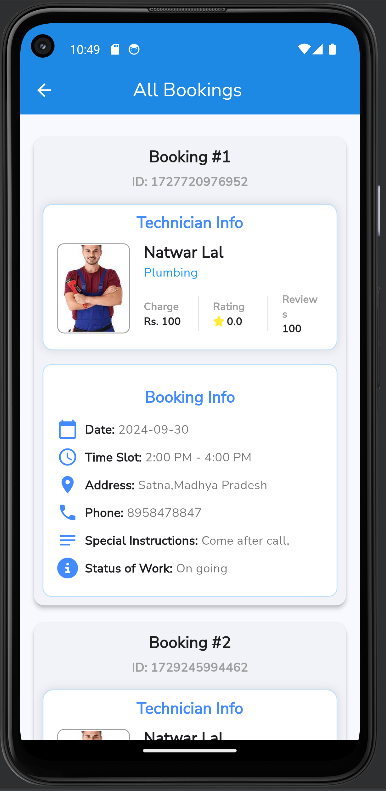 10:49
All Bookings
Booking #1
ID: 1727720976952
Technician Info
Natwar Lal
Plumbing
Charge Rating Review
s
Rs. 100 0.0 100
Booking Info
Date: 2024-09-30
Time Slot: 2:00 PM - 4:00 PM
Address: Satna,Madhya Pradesh
Phone: 8958478847
Special Instructions: Come after call,
Status of Work: On going
Booking #2
ID: 1729245994462
Technician Info
Natwar Lal